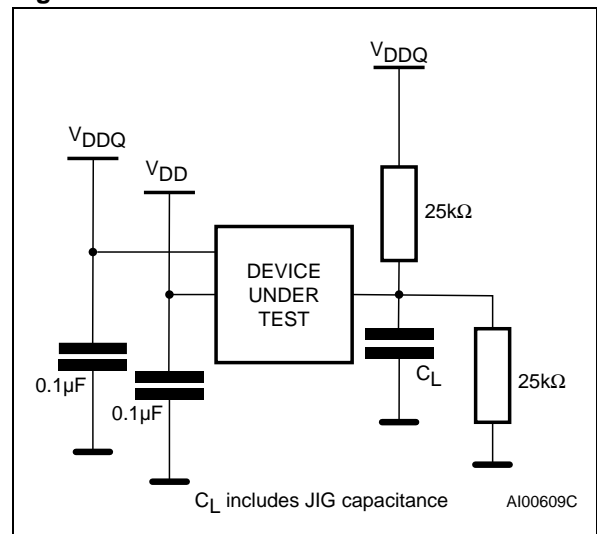 VDDQ
VDDQ
VDD
25kΩ
DEVICE
UNDER
TEST
0.1µF
0.1µF
CL
25kΩ
CL includes JIG capacitance
AI00609C